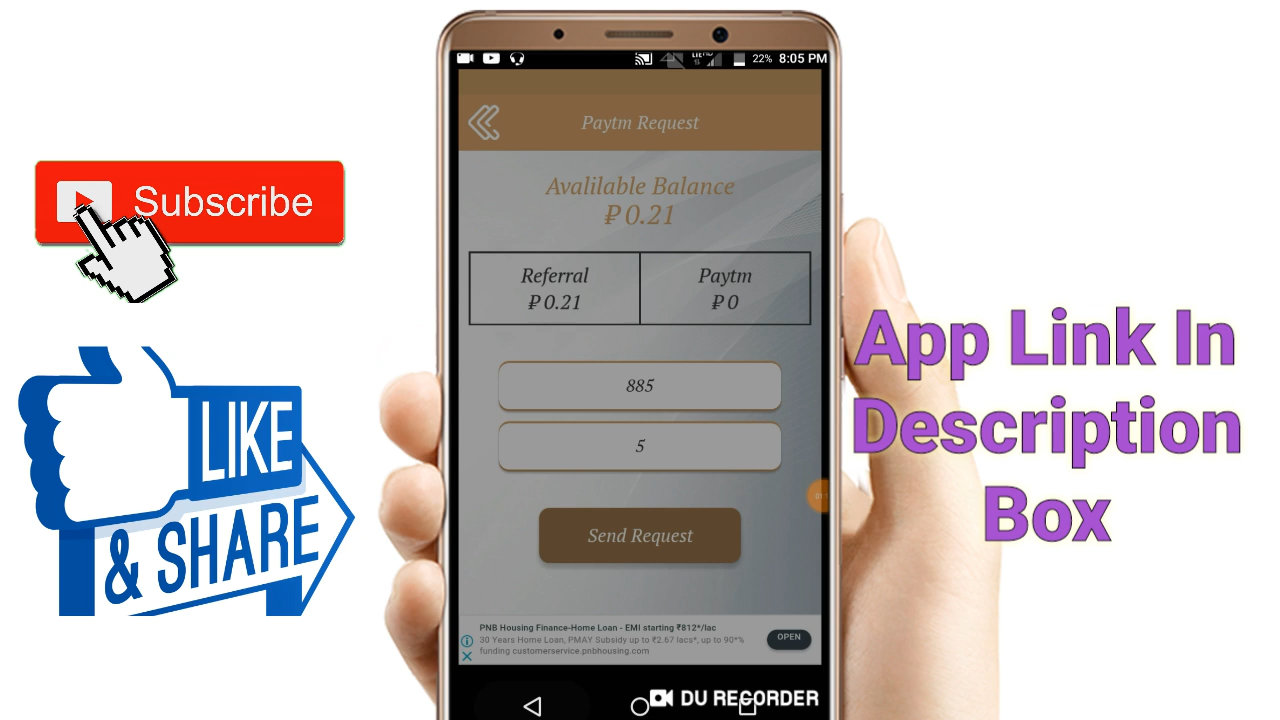 Subscribe
LIKE
& SHARE
22% 8:05 PM
Paytm Request
Avalilable Balance
₽ 0.21
Referral
₽ 0.21
Paytm
₽ 0
885
5
Send Request
PNB Housing Finance-Home Loan - EMI starting ₹812*/lac
30 Years Home Loan, PMAY Subsidy up to ₹2.67 lacs*, up to 90*%
funding customerservice.pnbhousing.com
OPEN
DU RECORDER
App Link In
Description
Box